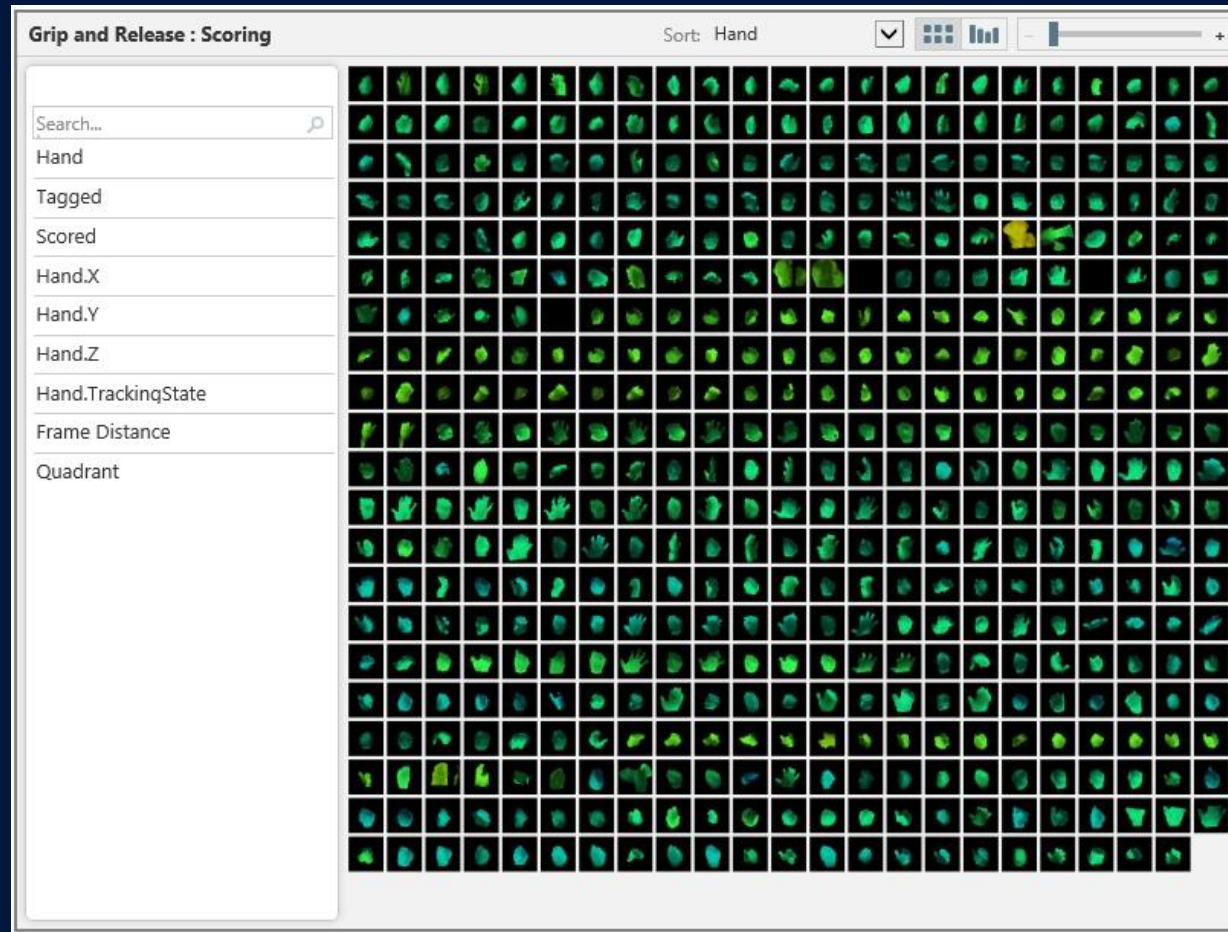 Grip and Release : Scoring
Sort: Hand
- +
Search...
Hand
Tagged
Scored
Hand.X
Hand.Y
Hand.Z
Hand.TrackingState
Frame Distance
Quadrant